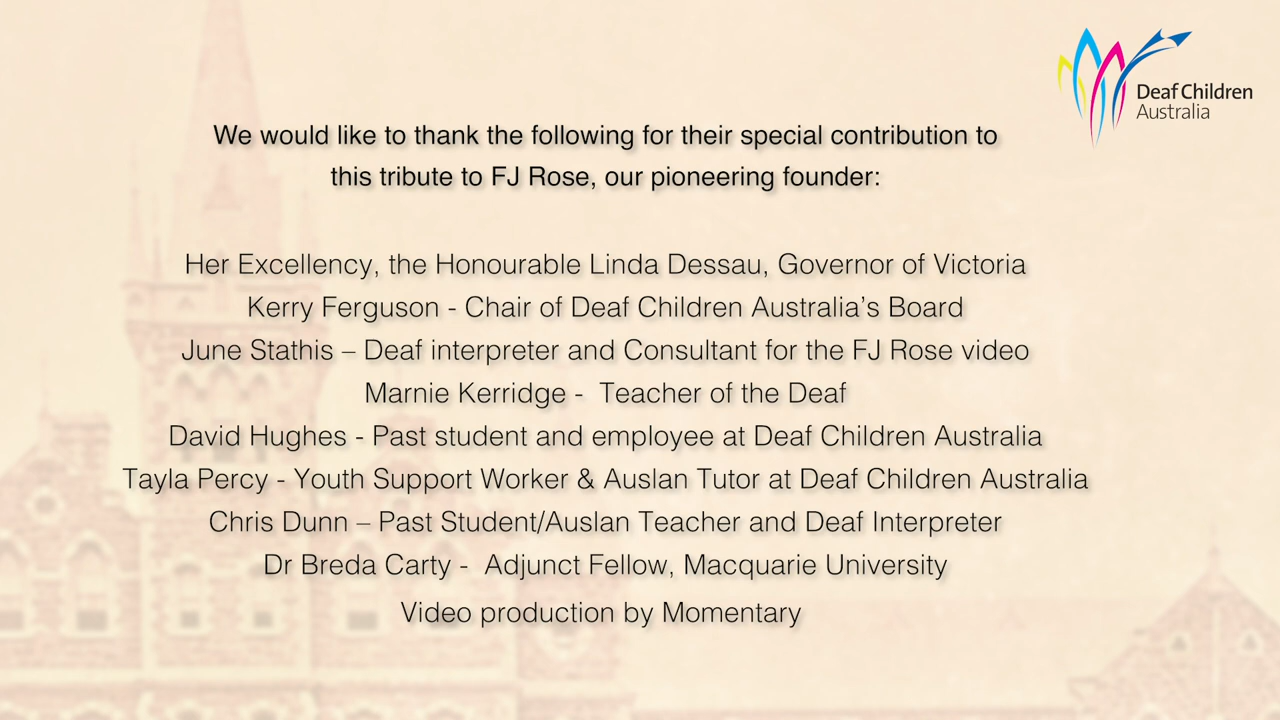 Deaf Children
Australia
We would like to thank the following for their special contribution to
this tribute to FJ Rose, our pioneering founder:
Her Excellency, the Honourable Linda Dessau, Governor of Victoria
Kerry Ferguson - Chair of Deaf Children Australia’s Board
June Stathis – Deaf interpreter and Consultant for the FJ Rose video
Marnie Kerridge -  Teacher of the Deaf
David Hughes - Past student and employee at Deaf Children Australia
Tayla Percy - Youth Support Worker & Auslan Tutor at Deaf Children Australia
Chris Dunn – Past Student/Auslan Teacher and Deaf Interpreter
Dr Breda Carty -  Adjunct Fellow, Macquarie University
Video production by Momentary